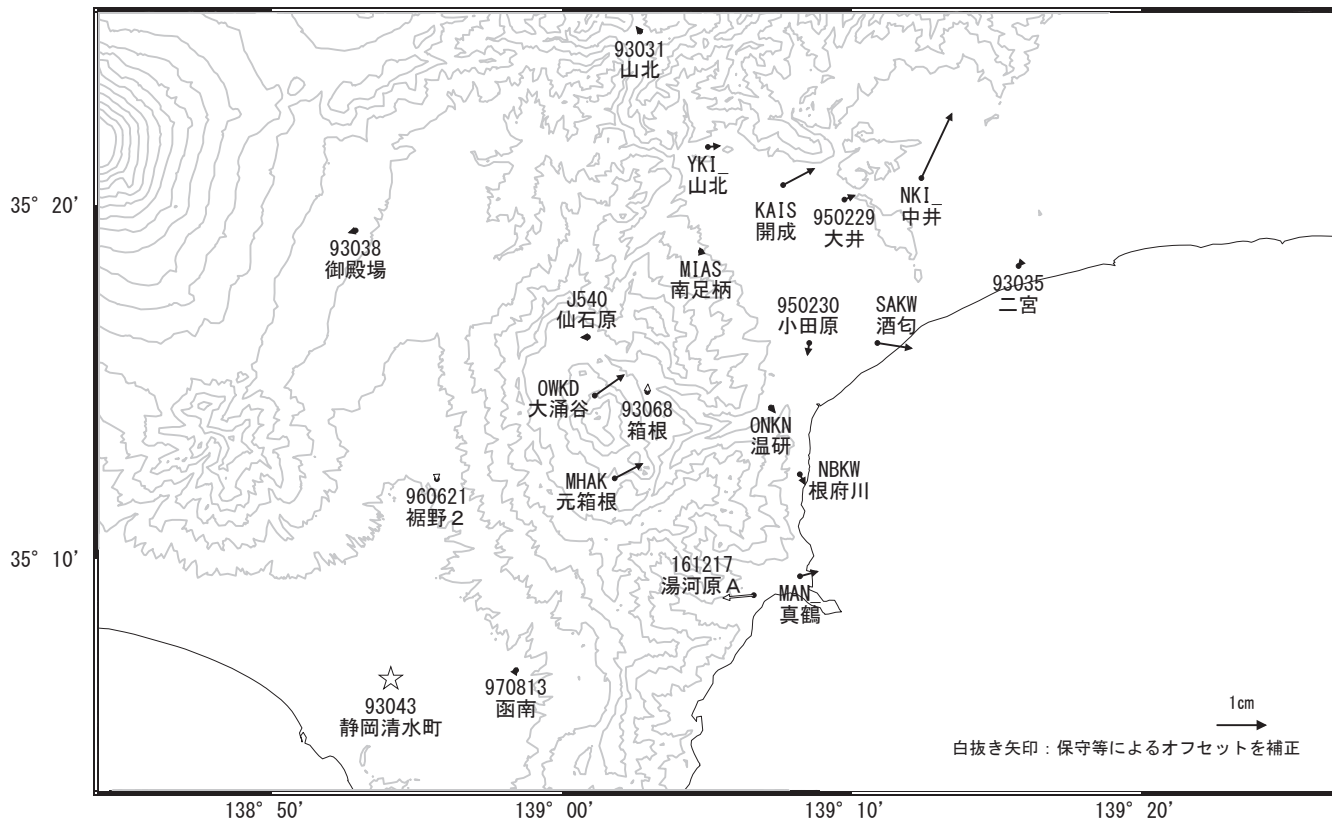 93031
山北
YKI_
山北
KAIS
開成
950229
大井
NKI_
中井
35° 20'
93038
御殿場
MIAS
南足柄
93035
二宮
J540
仙石原
950230
小田原
SAKW
酒匂
OWKD
大涌谷
93068
箱根
ONKN
温研
MHAK
元箱根
NBKW
根府川
960621
裾野２
35° 10'
161217
湯河原Ａ
MAN_
真鶴
93043
静岡清水町
970813
函南
1cm
白抜き矢印：保守等によるオフセットを補正
138° 50'
139° 00'
139° 10'
139° 20'